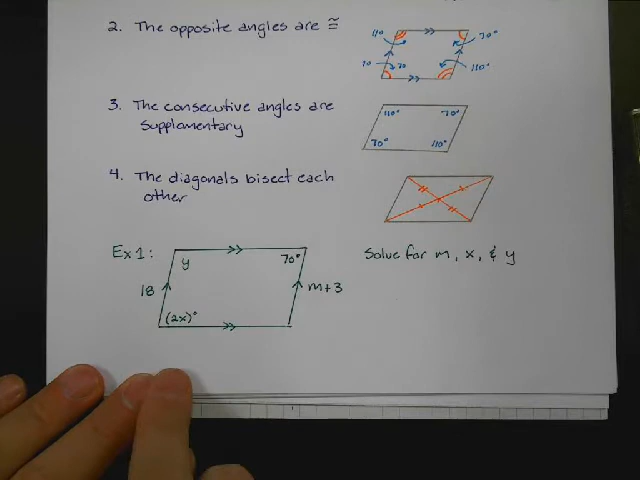 2. The opposite angles are ≅
110
70°
70
70
110°
3. The consecutive angles are
Supplamentary
110°
70°
70°
110°
4. The diagonals bisect each
other
Ex 1:
y
70°
18
m+3
(2x)°
Solve for m, x, & y